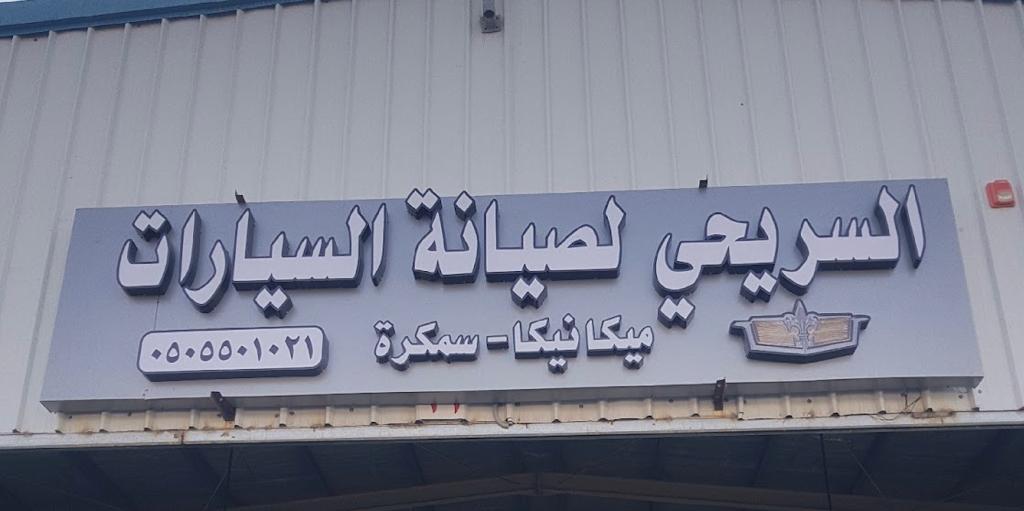 السريحي لصيانة السيارات
ميكانيكا - سمكرة
٠٥٠٥٥٠١٠٢١